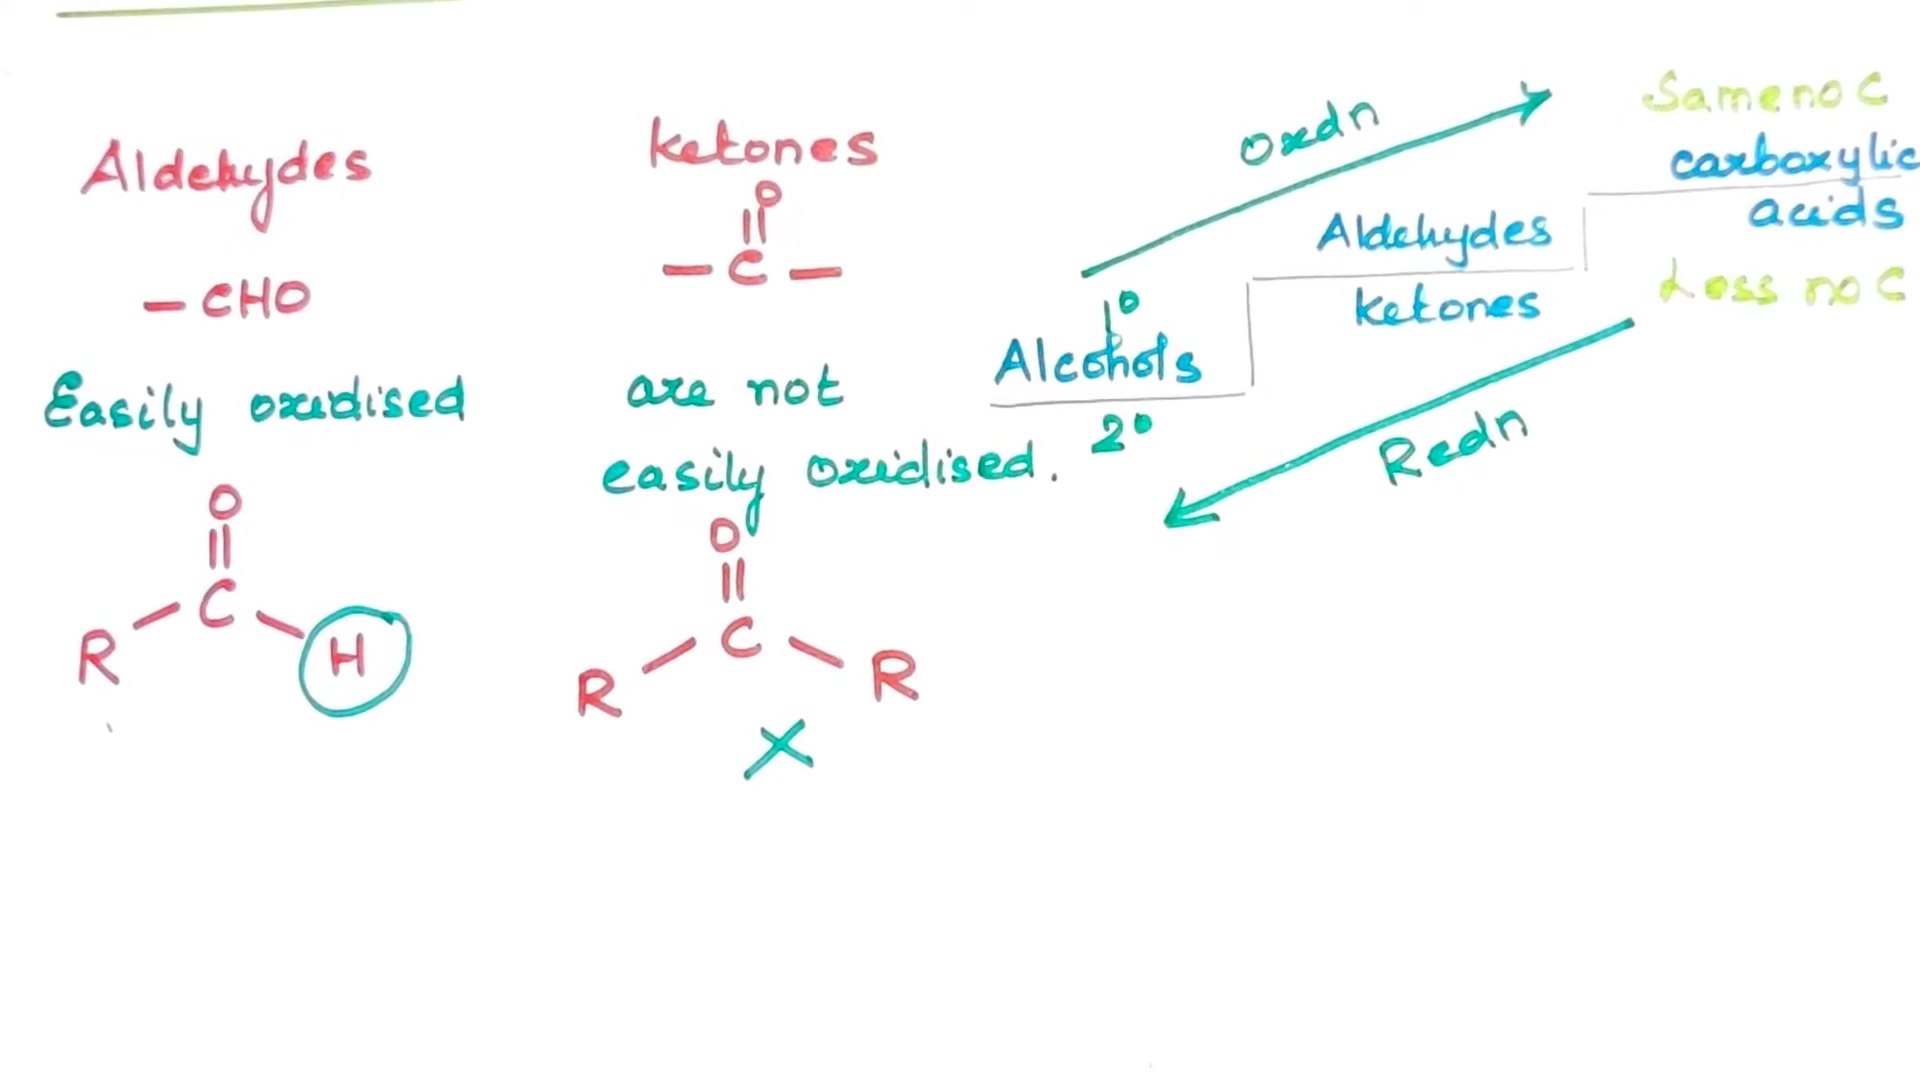 Aldehydes
– CHO
Easily oxidised
O
||
R – C – H
ketones
O
||
– C –
are not
easily oxidised.
O
||
R – C – R
X
Oxdn
1°
Alcohols
2°
Aldehydes
ketones
Same no C
carboxylic
acids
Less no C
Redn